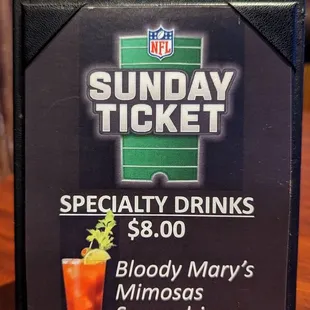 NFL
SUNDAY
TICKET
SPECIALTY DRINKS
$8.00
Bloody Mary's
Mimosas